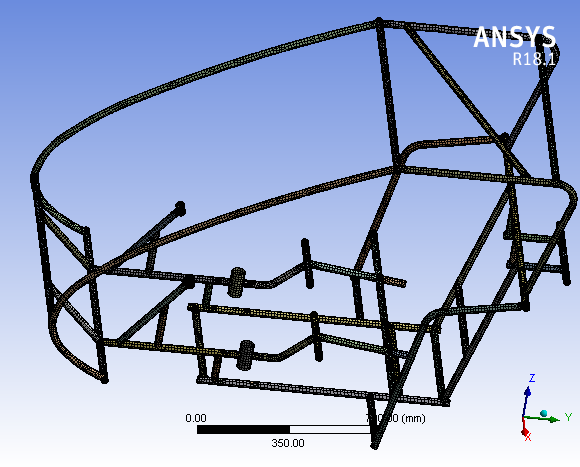 ANSYS
R18.1
Z
Y
X
0.00
(mm)
350.00